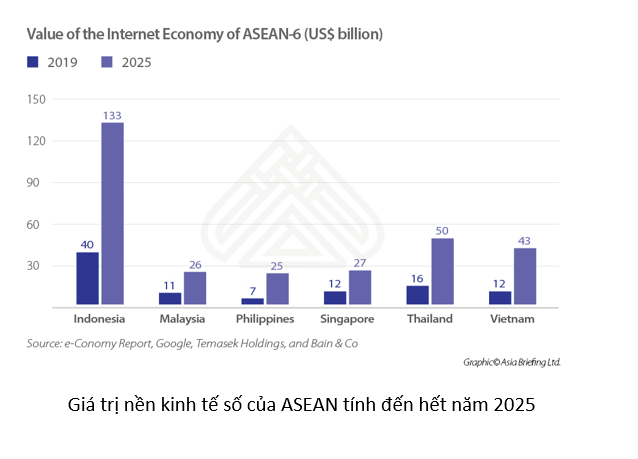 Value of the Internet Economy of ASEAN-6 (US$ billion)
2019 2025
150
120
90
60
30
40 133
11 26
7 25
12 27
16 50
12 43
Indonesia Malaysia Philippines Singapore Thailand Vietnam
Source: e-Conomy Report, Google, Temasek Holdings, and Bain & Co
Graphic© Asia Briefing Ltd.
Giá trị nền kinh tế số của ASEAN tính đến hết năm 2025